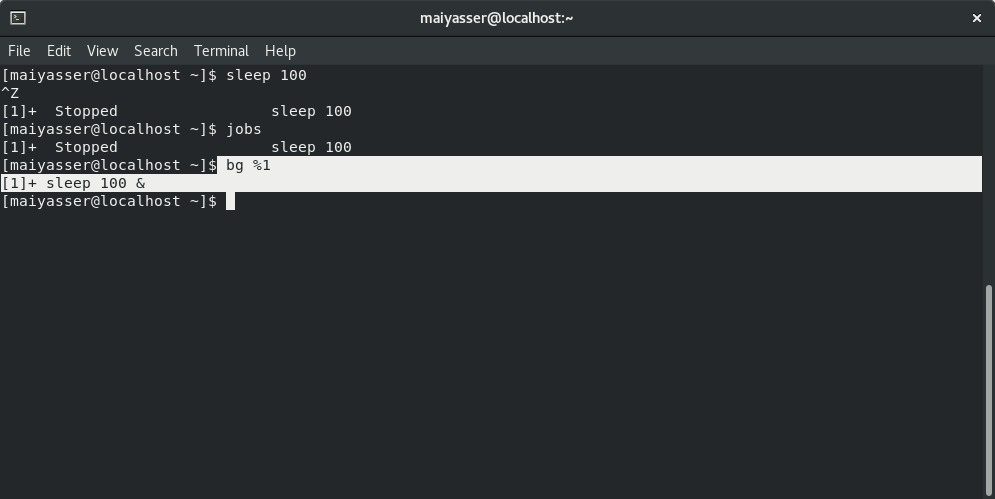 maiyasser@localhost:~
File Edit View Search Terminal Help
[maiyasser@localhost ~]$ sleep 100
^Z
[1]+  Stopped                 sleep 100
[maiyasser@localhost ~]$ jobs
[1]+  Stopped                 sleep 100
[maiyasser@localhost ~]$ bg %1
[1]+ sleep 100 &
[maiyasser@localhost ~]$